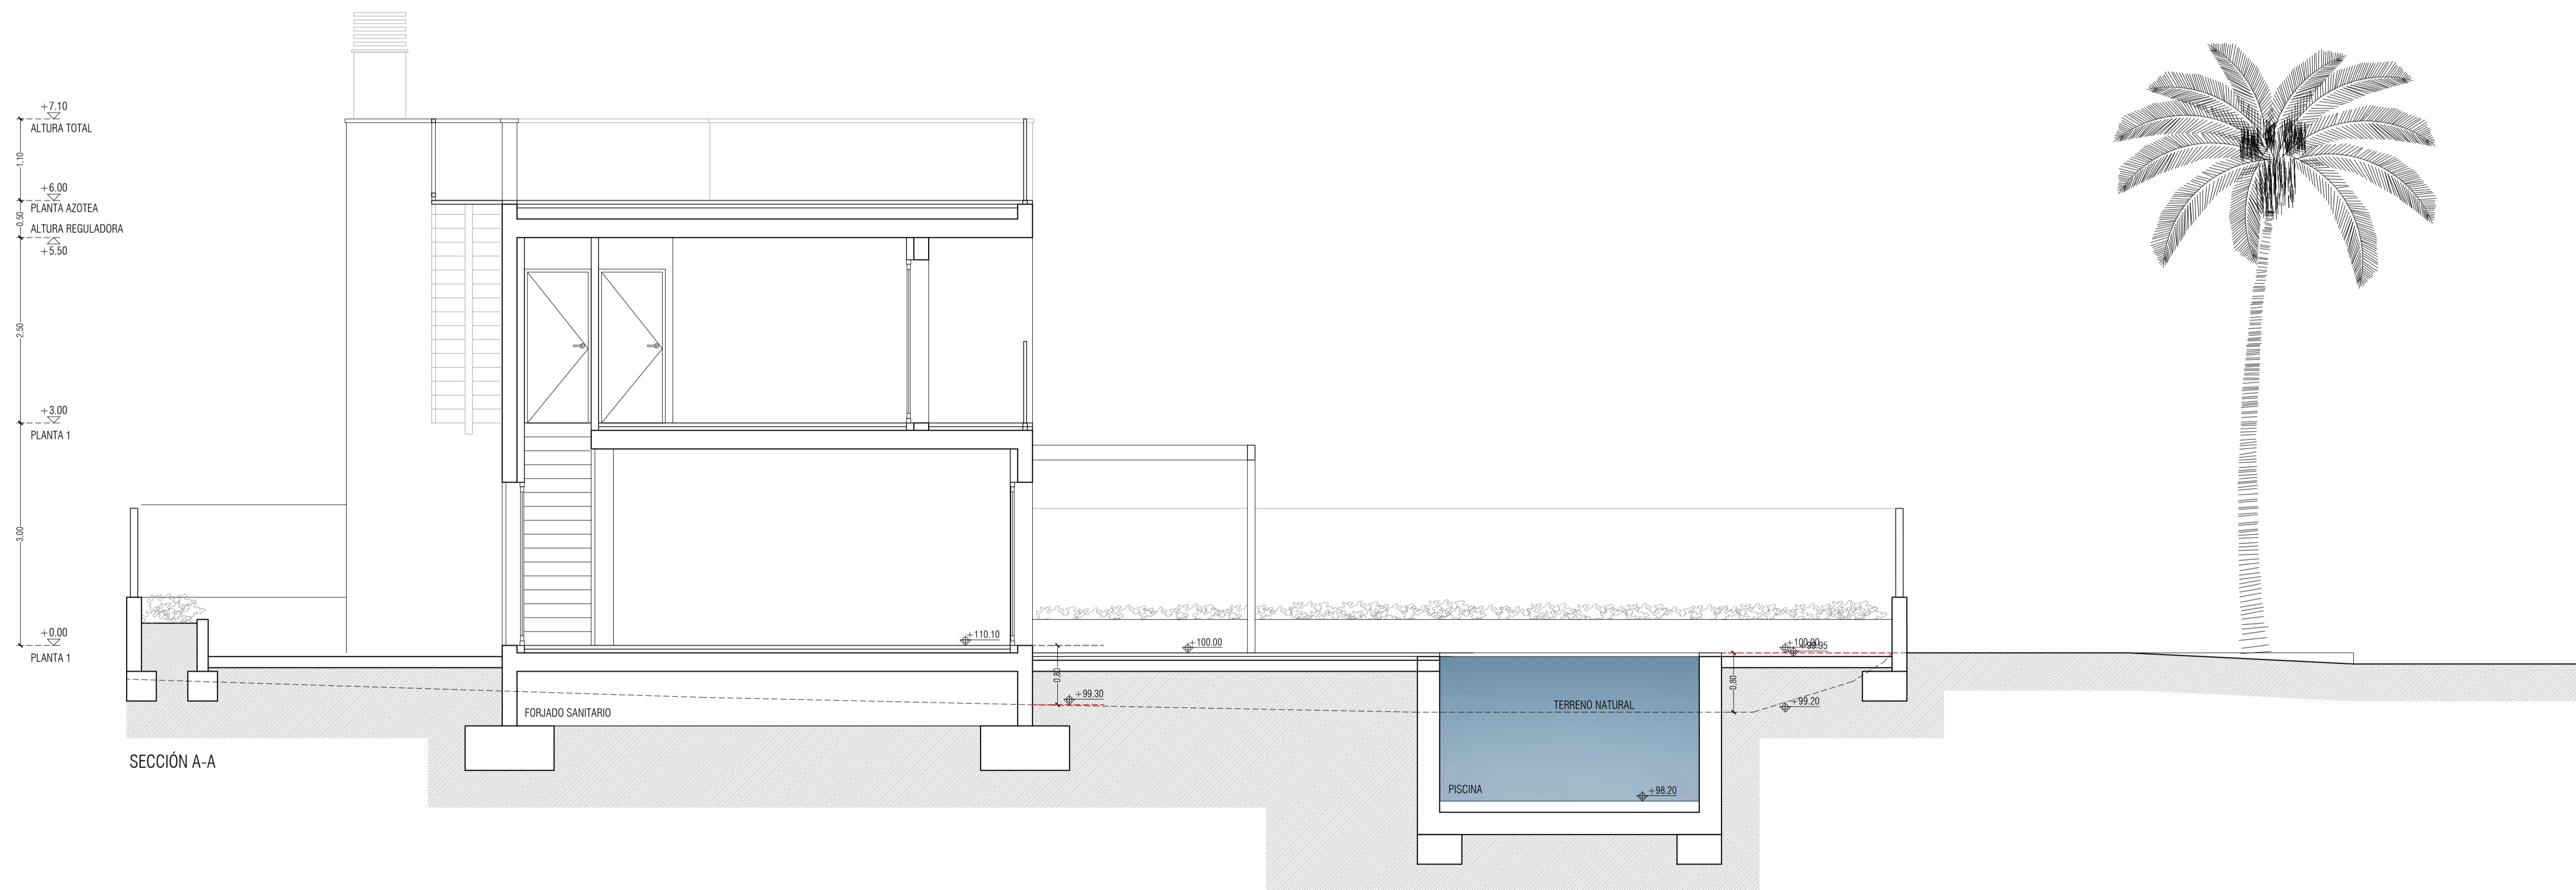 +7.10
ALTURA TOTAL
1,10
+6.00
PLANTA AZOTEA
0,50
ALTURA REGULADORA
+5.50
2,50
+3.00
PLANTA 1
3,00
+0.00
PLANTA 1
+110.10
+100.00
+100.00
+99.95
0,80
+99.30
0,80
+99.20
TERRENO NATURAL
FORJADO SANITARIO
PISCINA
+98.20
SECCIÓN A-A